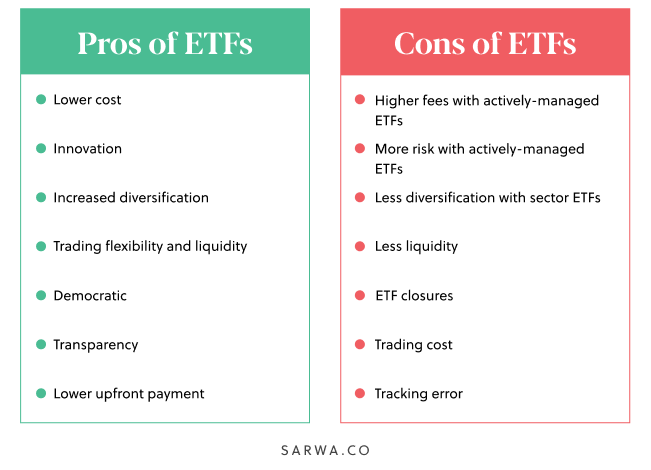 Pros of ETFs
Lower cost
Innovation
Increased diversification
Trading flexibility and liquidity
Democratic
Transparency
Lower upfront payment
Cons of ETFs
Higher fees with actively-managed
ETFs
More risk with actively-managed
ETFs
Less diversification with sector ETFs
Less liquidity
ETF closures
Trading cost
Tracking error
SARWA.CO